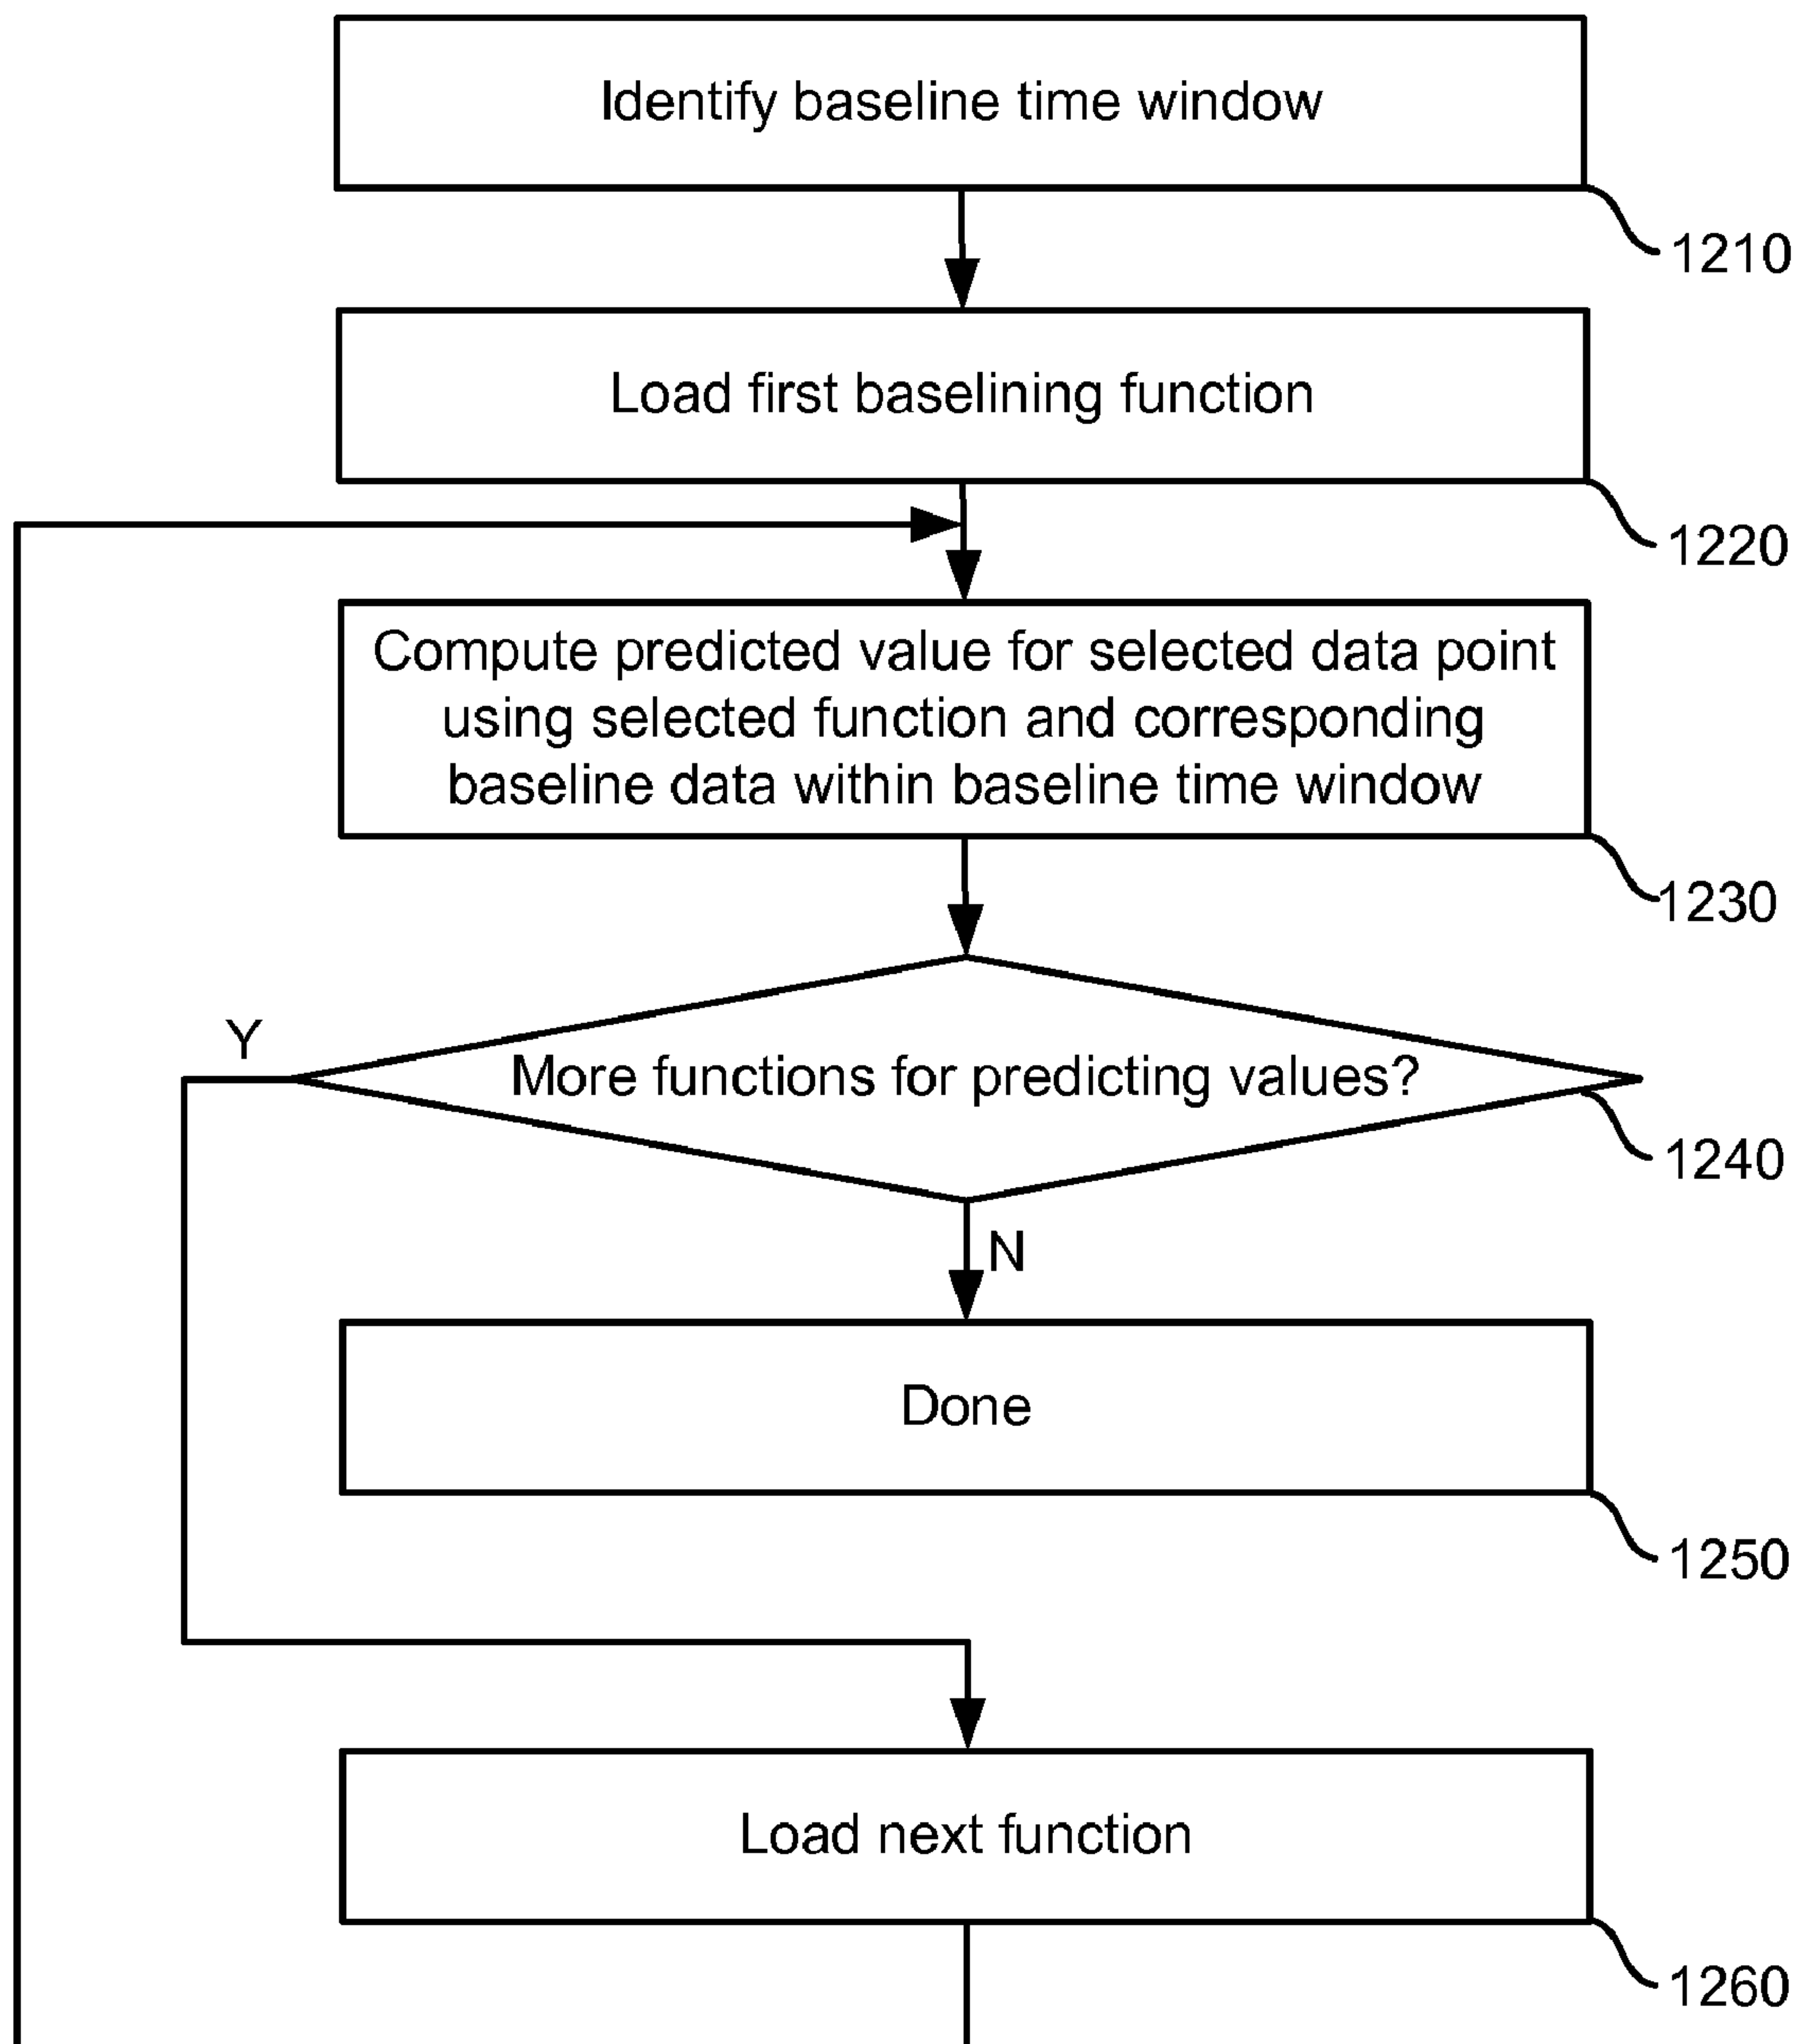 Identify baseline time window
1210
Load first baselining function
1220
Compute predicted value for selected data point
using selected function and corresponding
baseline data within baseline time window
1230
Y
More functions for predicting values?
1240
N
Done
1250
Load next function
1260